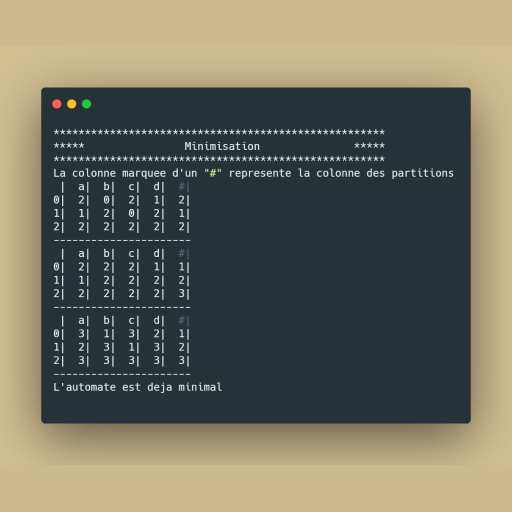 *****************************************************
*****                Minimisation               *****
*****************************************************
La colonne marquee d'un "#" represente la colonne des partitions
 |  a|  b|  c|  d|  #|
0|  2|  0|  2|  1|  2|
1|  1|  2|  0|  2|  1|
2|  2|  2|  2|  2|  2|
----------------------
 |  a|  b|  c|  d|  #|
0|  2|  2|  2|  1|  1|
1|  1|  2|  2|  2|  2|
2|  2|  2|  2|  2|  3|
----------------------
 |  a|  b|  c|  d|  #|
0|  3|  1|  3|  2|  1|
1|  2|  3|  1|  3|  2|
2|  3|  3|  3|  3|  3|
----------------------
L'automate est deja minimal